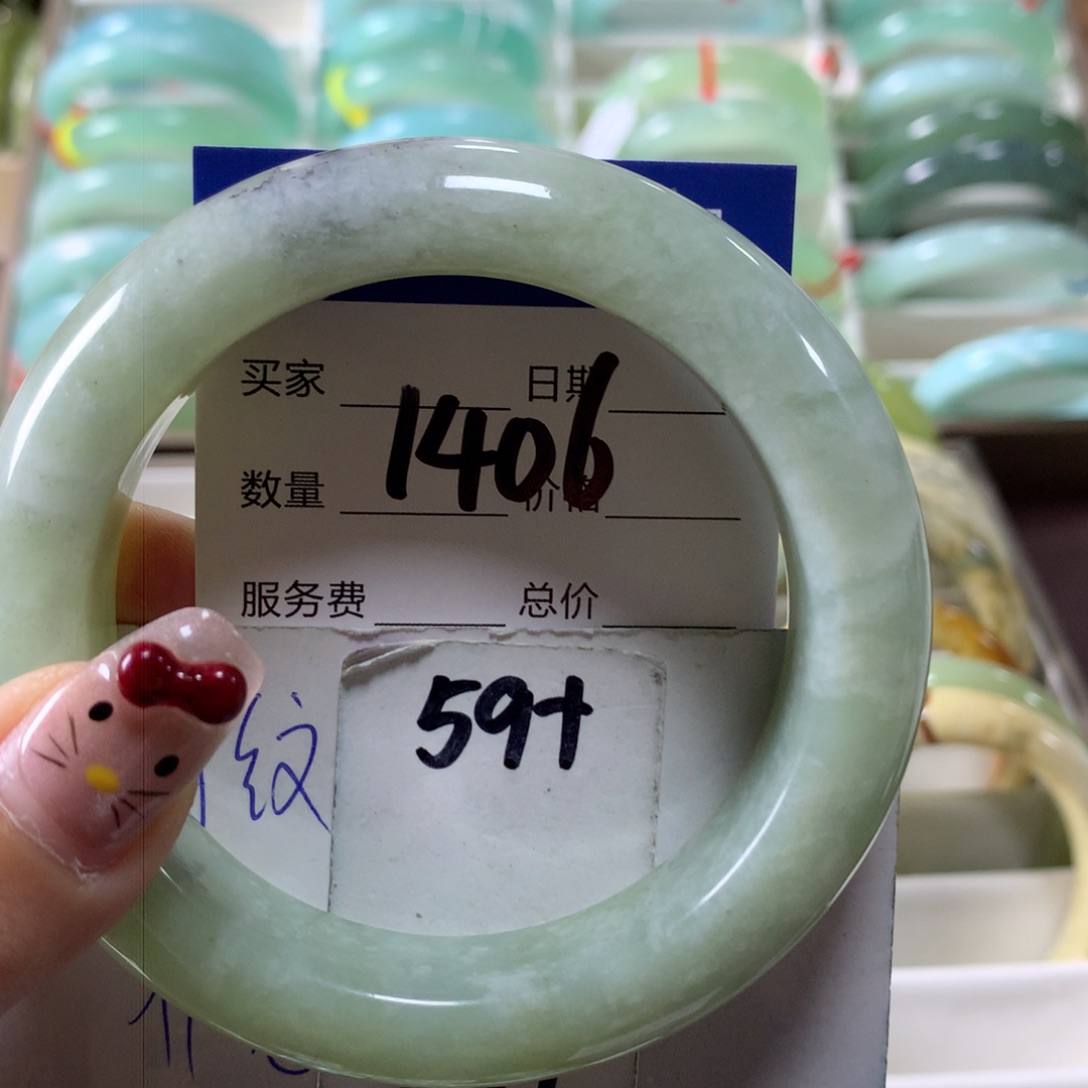 买家 日期
1406
数量 价格
服务费 总价
59+
纹